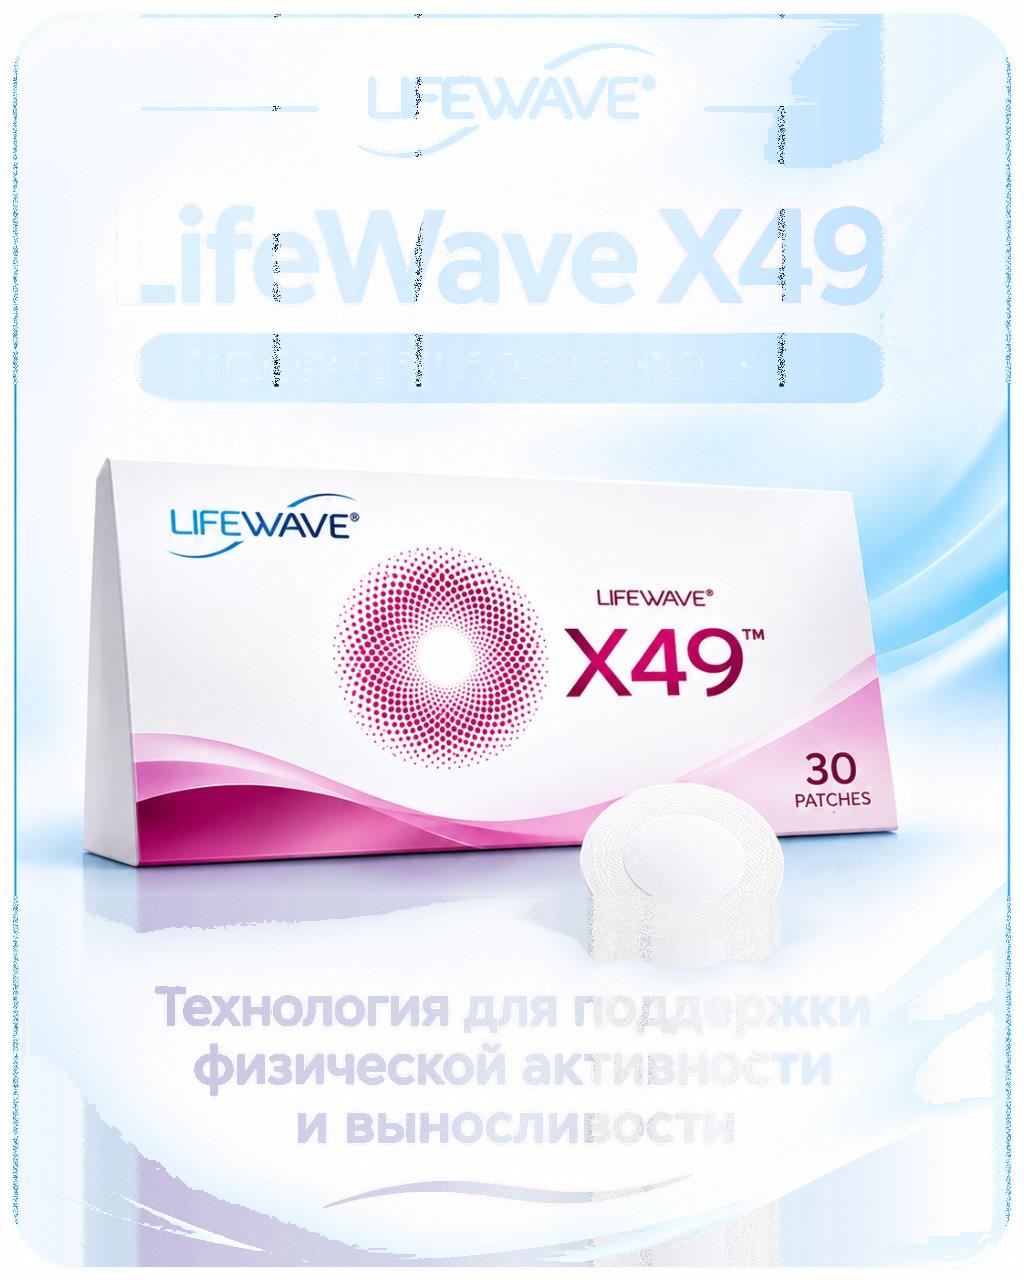 LIFEWAVE®
LifeWave X49™
LIFEWAVE®
LIFEWAVE®
X49™
30
PATCHES
Технология для поддержки
физической активности
и выносливости